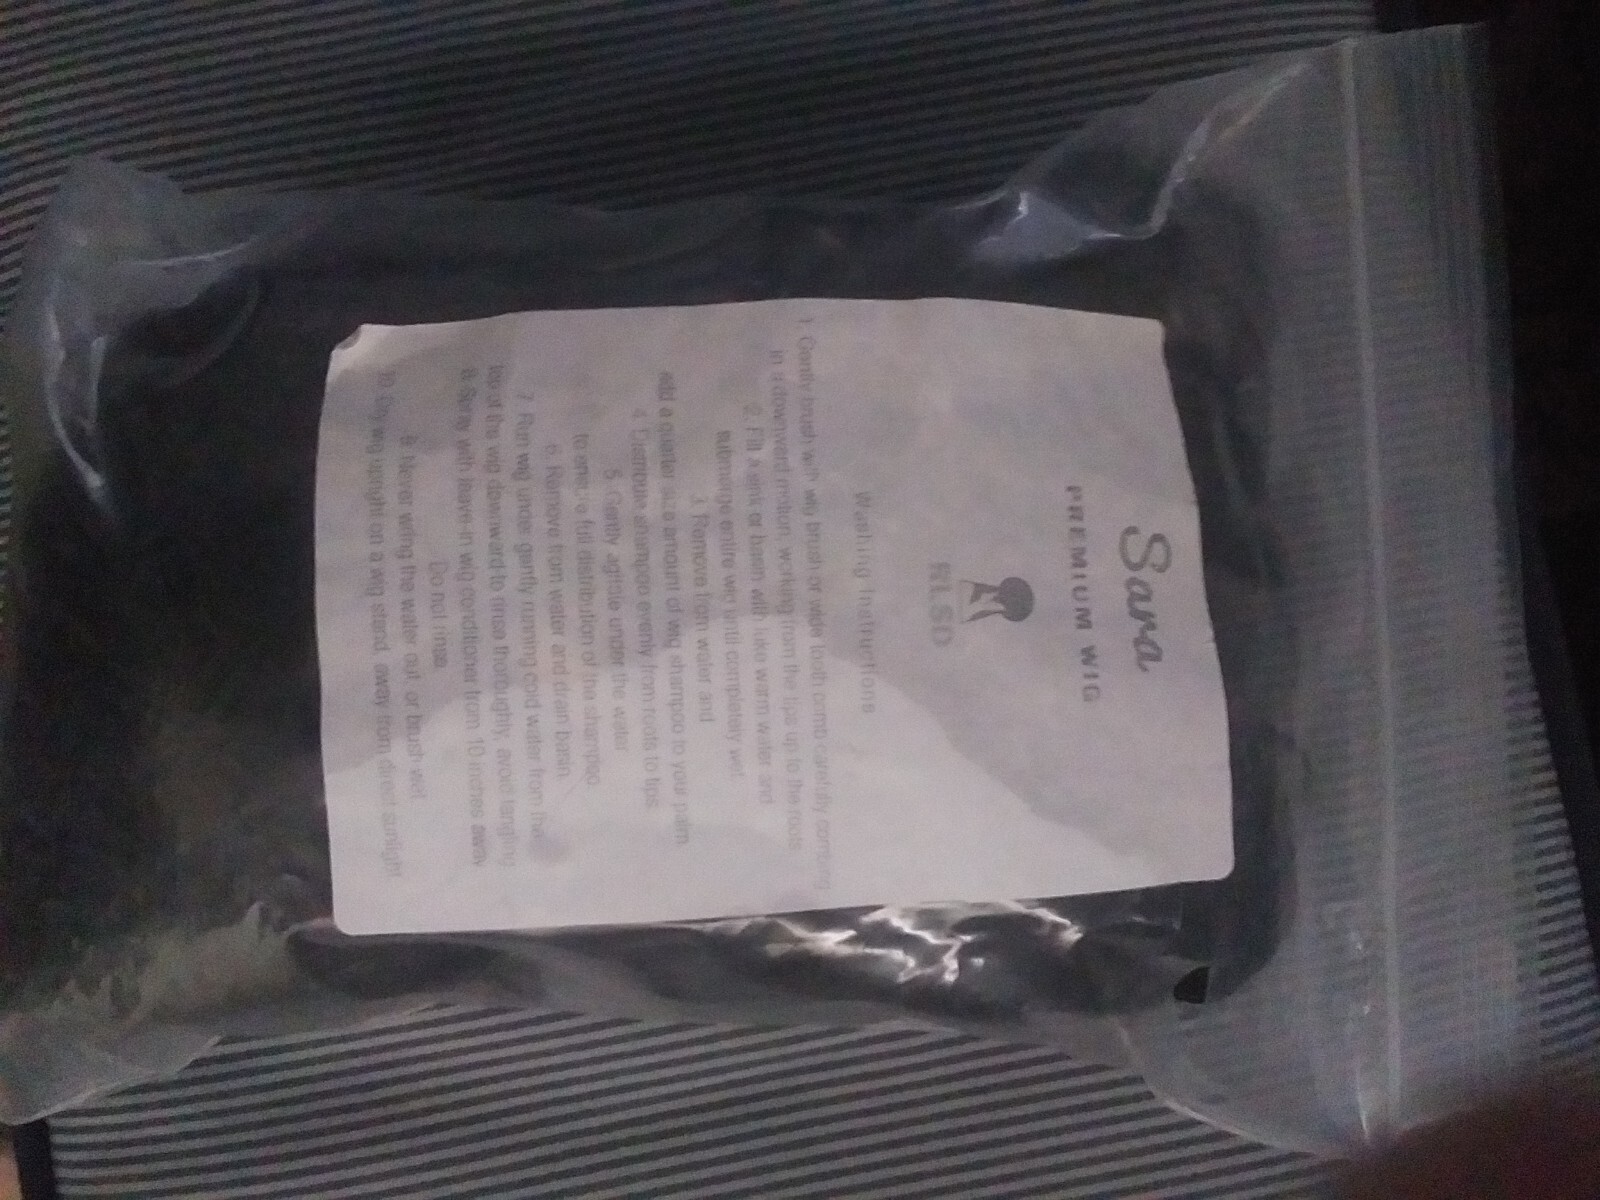 Sara
PREMIUM WIG
RLSD
Washing Instructions
1 Gently brush with wig brush or wide tooth comb carefully combing
in a downward motion, working from the tips up to the roots
2. Fill a sink or basin with luke warm water and
submerge entire wig until completely wet
3. Remove from water and
add a quarter size amount of wig shampoo to your palm
4. shampoo evenly from roots to tips
5. Gently under the water
to full distribution of the shampoo
6. Remove from water and drain basin.
7. Run wig under gently running cold water from the
top of the wig downward to rinse thoroughly, avoid tangling
8. Spray with leave-in wig conditioner from 10 inches away
Do not rinse
9. Never wring the water out or brush wet
10. Dry wig upright on a wig stand away from direct sunlight